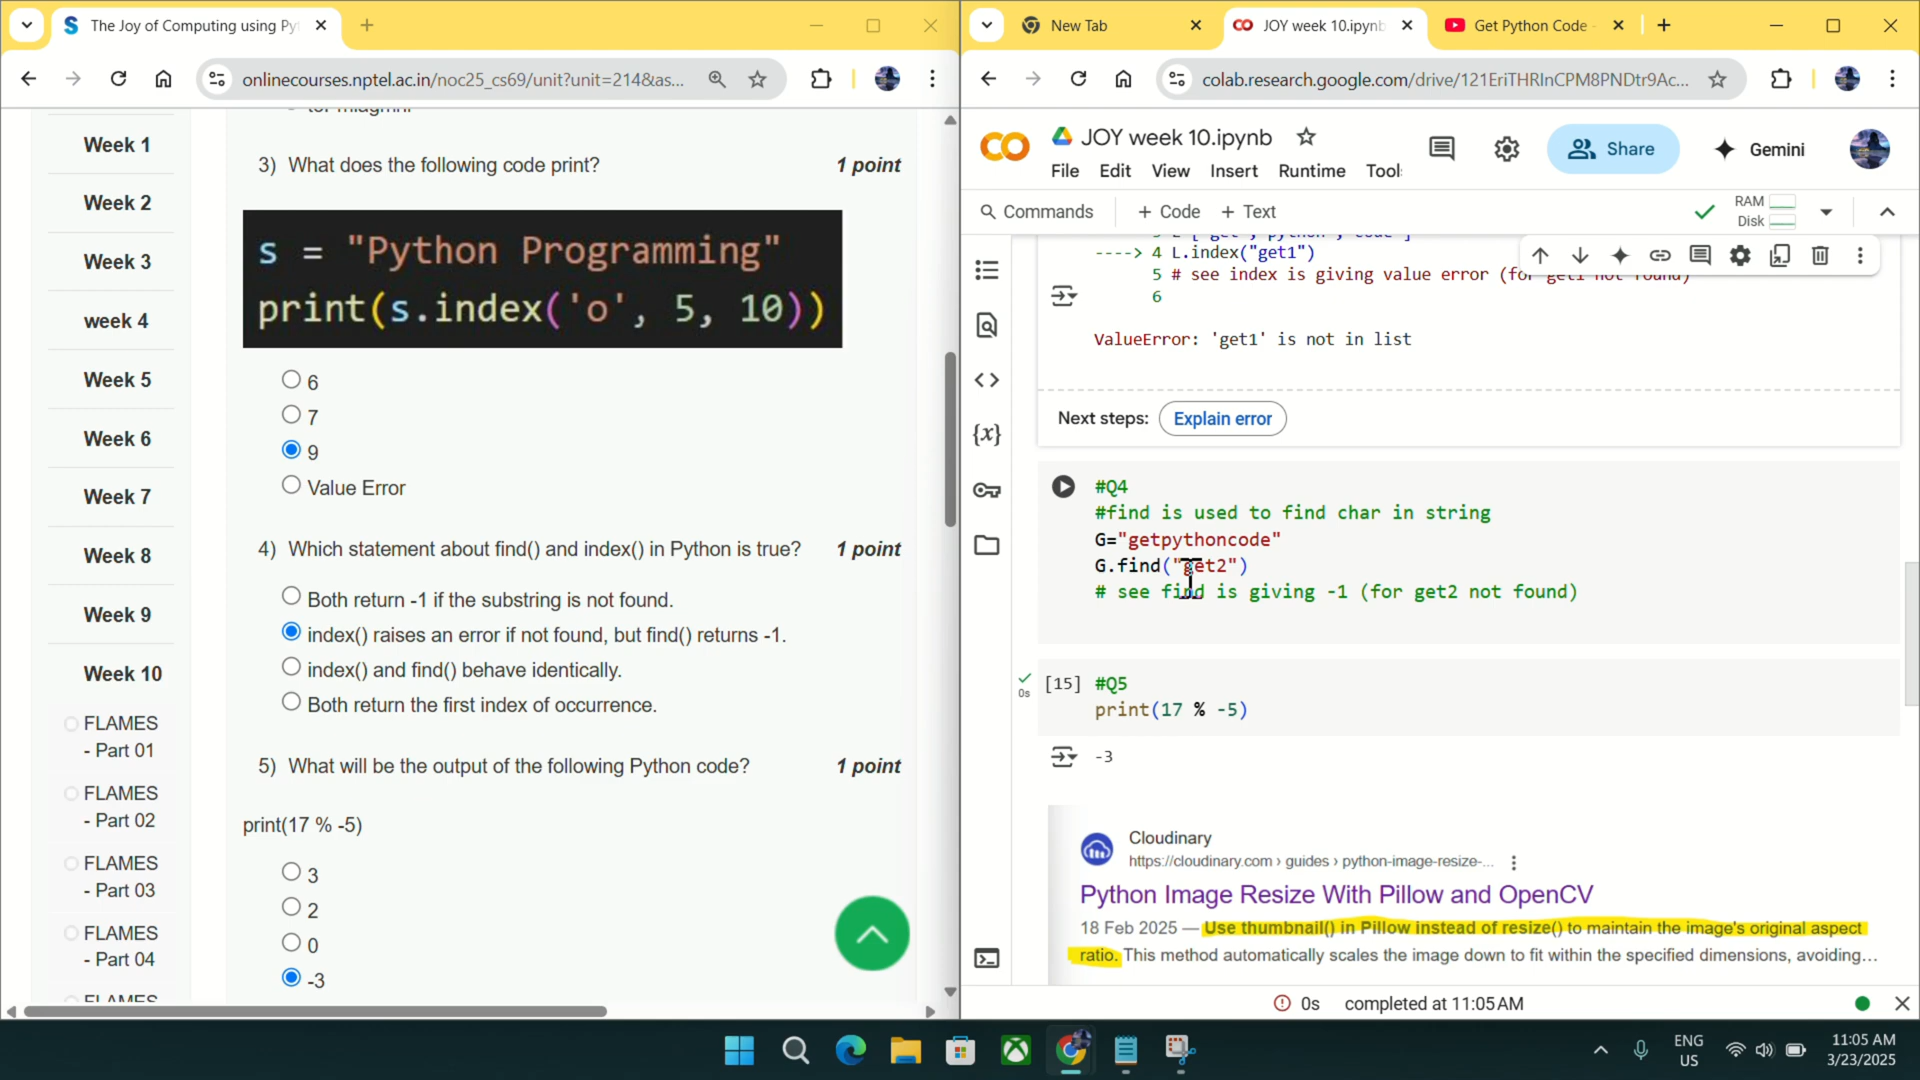 The Joy of Computing using Py
onlinecourses.nptel.ac.in/noc25_cs69/unit?unit=214&as...
Week 1
Week 2
Week 3
week 4
Week 5
Week 6
Week 7
Week 8
Week 9
Week 10
FLAMES
- Part 01
FLAMES
- Part 02
FLAMES
- Part 03
FLAMES
- Part 04
3) What does the following code print? 1 point
s = "Python Programming"
print(s.index('o', 5, 10))
6
7
9
Value Error
4) Which statement about find() and index() in Python is true? 1 point
Both return -1 if the substring is not found.
index() raises an error if not found, but find() returns -1.
index() and find() behave identically.
Both return the first index of occurrence.
5) What will be the output of the following Python code? 1 point
print(17 % -5)
3
2
0
-3
New Tab
JOY week 10.ipynb
Get Python Code
colab.research.google.com/drive/121EriTHRInCPM8PNDtr9Ac...
JOY week 10.ipynb
File Edit View Insert Runtime Tool
Share
Gemini
Commands + Code + Text
RAM
Disk
----> 4 L.index("get1")
5 # see index is giving value error (for get1 not found)
6
ValueError: 'get1' is not in list
Next steps: Explain error
#Q4
#find is used to find char in string
G="getpythoncode"
G.find("get2")
# see find is giving -1 (for get2 not found)
0s
[15] #Q5
print(17 % -5)
-3
Cloudinary
https://cloudinary.com › guides › python-image-resize-...
Python Image Resize With Pillow and OpenCV
18 Feb 2025 — Use thumbnail() in Pillow instead of resize() to maintain the image's original aspect
ratio. This method automatically scales the image down to fit within the specified dimensions, avoiding...
0s completed at 11:05 AM
ENG
US
11:05 AM
3/23/2025